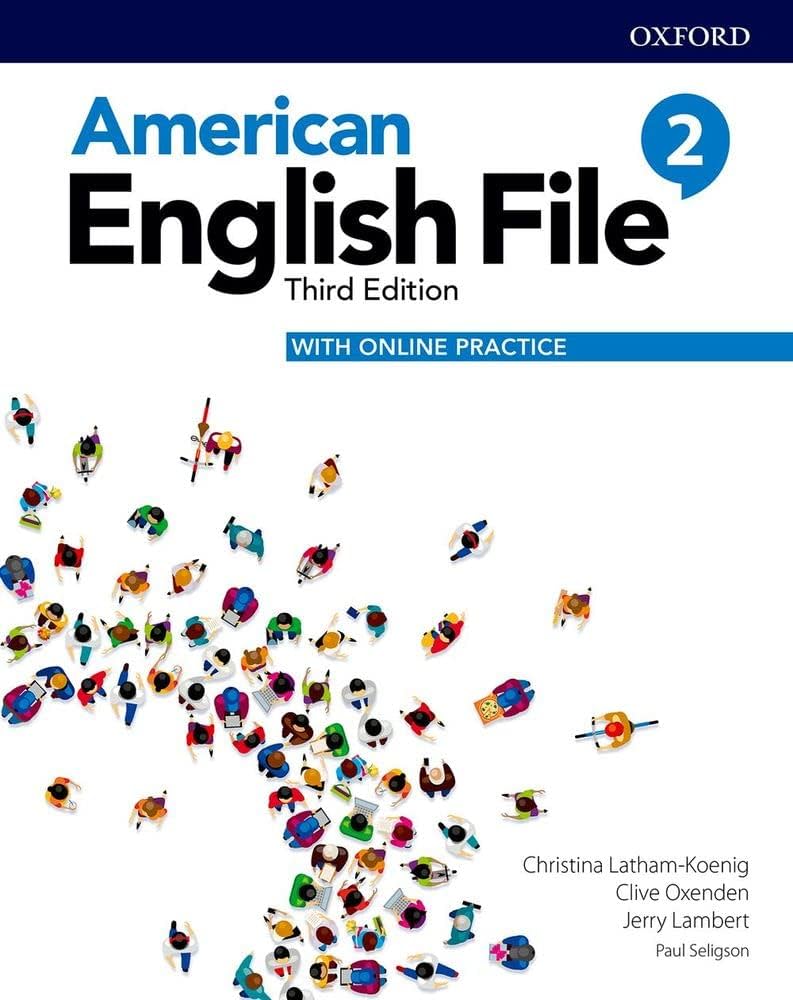 OXFORD
American
2
English File
Third Edition
WITH ONLINE PRACTICE
Christina Latham-Koenig
Clive Oxenden
Jerry Lambert
Paul Seligson